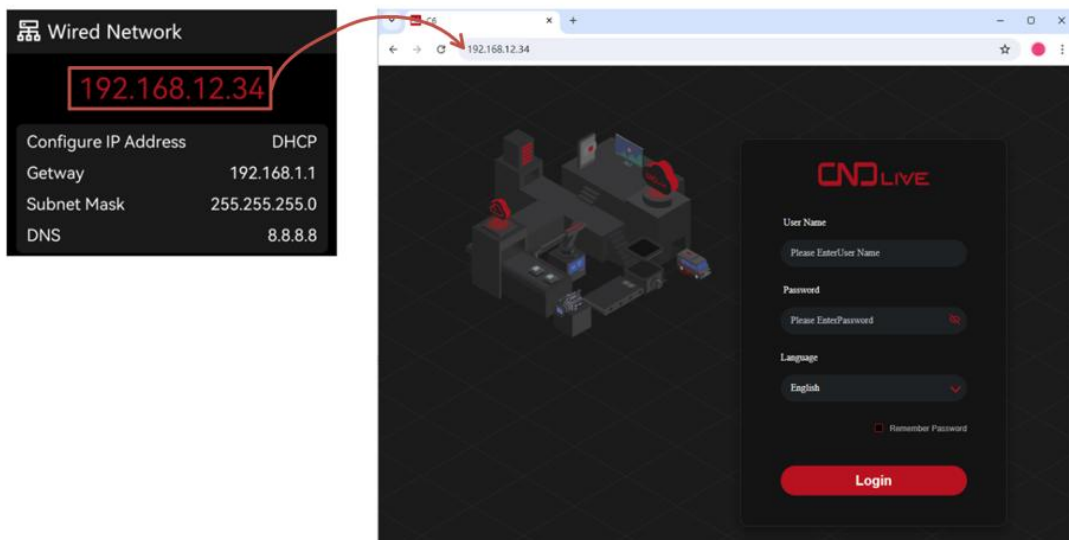 Wired Network
192.168.12.34
Configure IP Address DHCP
Getway 192.168.1.1
Subnet Mask 255.255.255.0
DNS 8.8.8.8
C6
192.168.12.34
CNDLIVE
User Name
Please EnterUser Name
Password
Please EnterPassword
Language
English
Remember Password
Login